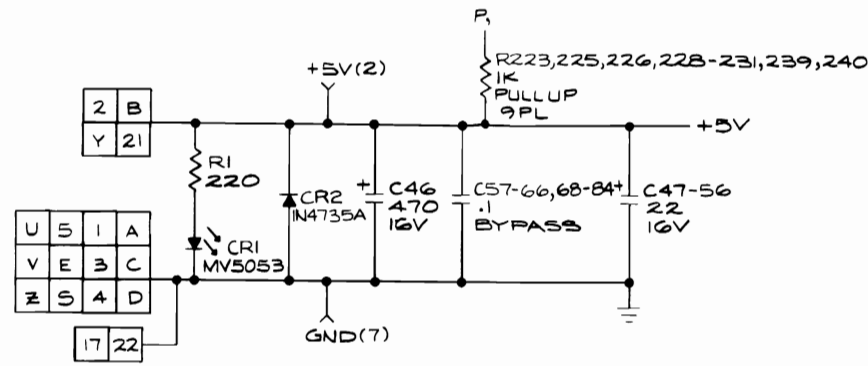 P,
R223,225,226,228-231,239,240
1K
PULLUP
9PL
+5V(2)
2 B
Y 21
+5V
R1
220
CR2
1N4735A
+
C46
470
16V
C57-66,68-84
.1
BYPASS
+
C47-56
22
16V
CR1
MV5053
U 5 1 A
V E 3 C
Z S 4 D
17 22
GND(7)